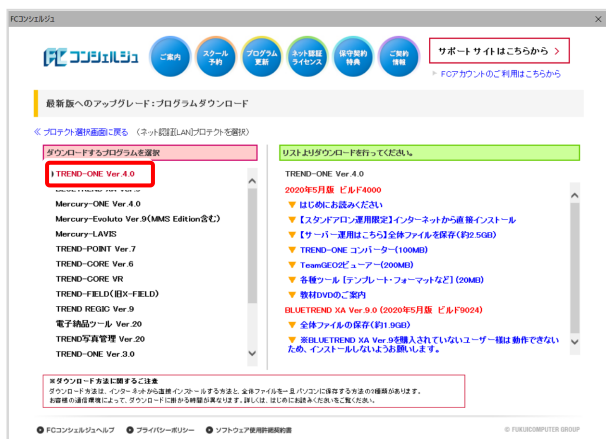 FCコンシェルジュ
FC コンシェルジュ
ご案内
スクール
予約
プログラム
更新
ネット認証
ライセンス
保守契約
特典
ご契約
情報
サポートサイトはこちらから >
FCアカウントのご利用はこちらから
最新版へのアップグレード:プログラムダウンロード
≪ プロテクト選択画面に戻る (ネット認証[LAN]プロテクトを選択)
ダウンロードするプログラムを選択
TREND-ONE Ver.4.0
Mercury-ONE Ver.4.0
Mercury-Evoluto Ver.9(MMS Edition含む)
Mercury-LAVIS
TREND-POINT Ver.7
TREND-CORE Ver.6
TREND-CORE VR
TREND-FIELD(旧X-FIELD)
TREND REGIC Ver.9
電子納品ツール Ver.20
TREND写真管理 Ver.20
TREND-ONE Ver.3.0
リストよりダウンロードを行ってください。
TREND-ONE Ver.4.0
2020年5月版 ビルド4000
▼ はじめにお読みください
▼ 【スタンドアロン運用限定】インターネットから直接インストール
▼ 【サーバー運用はこちら】全体ファイルを保存(約2.5GB)
▼ TREND-ONE コンバーター(100MB)
▼ TeamGEO2ビューアー(200MB)
▼ 各種ツール [テンプレート・フォーマットなど] (20MB)
▼ 教材DVDのご案内
BLUETREND XA Ver.9.0 (2020年5月版 ビルド9024)
▼ 全体ファイルの保存(約1.9GB)
▼ ※BLUETREND XA Ver.9を購入されていないユーザー様は動作できない
ため、インストールしないようお願いします。
※ダウンロード方法に関するご注意
ダウンロード方法は、インターネットから直接インストールする方法と、全体ファイルを一旦パソコンに保存する方法の2種類があります。
お客様の通信環境によって、ダウンロードに掛かる時間が異なります。詳しくは、はじめにお読みくださいをご覧ください。
FCコンシェルジュヘルプ プライバシーポリシー ソフトウェア使用許諾契約書
© FUKUICOMPUTER GROUP